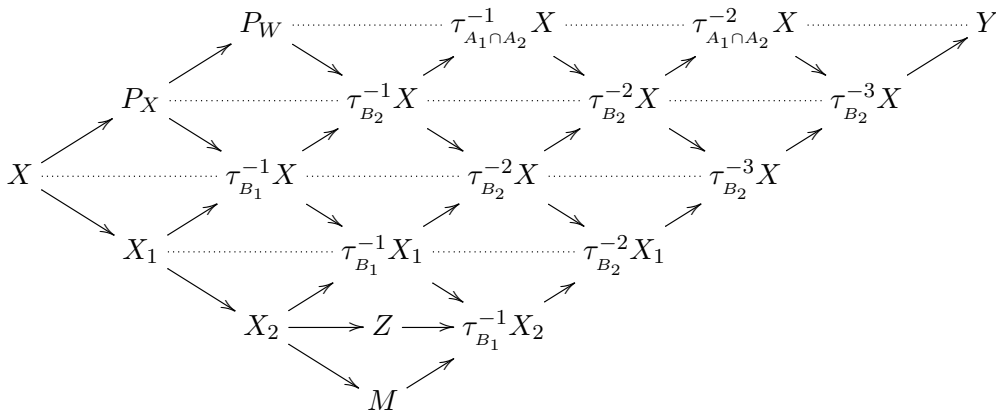 P_W τ^{-1}_{A_1∩A_2} X τ^{-2}_{A_1∩A_2} X Y
P_X τ^{-1}_{B_2} X τ^{-2}_{B_2} X τ^{-3}_{B_2} X
X τ^{-1}_{B_1} X τ^{-2}_{B_2} X τ^{-3}_{B_2} X
X_1 τ^{-1}_{B_1} X_1 τ^{-2}_{B_2} X_1
X_2 Z τ^{-1}_{B_1} X_2
M